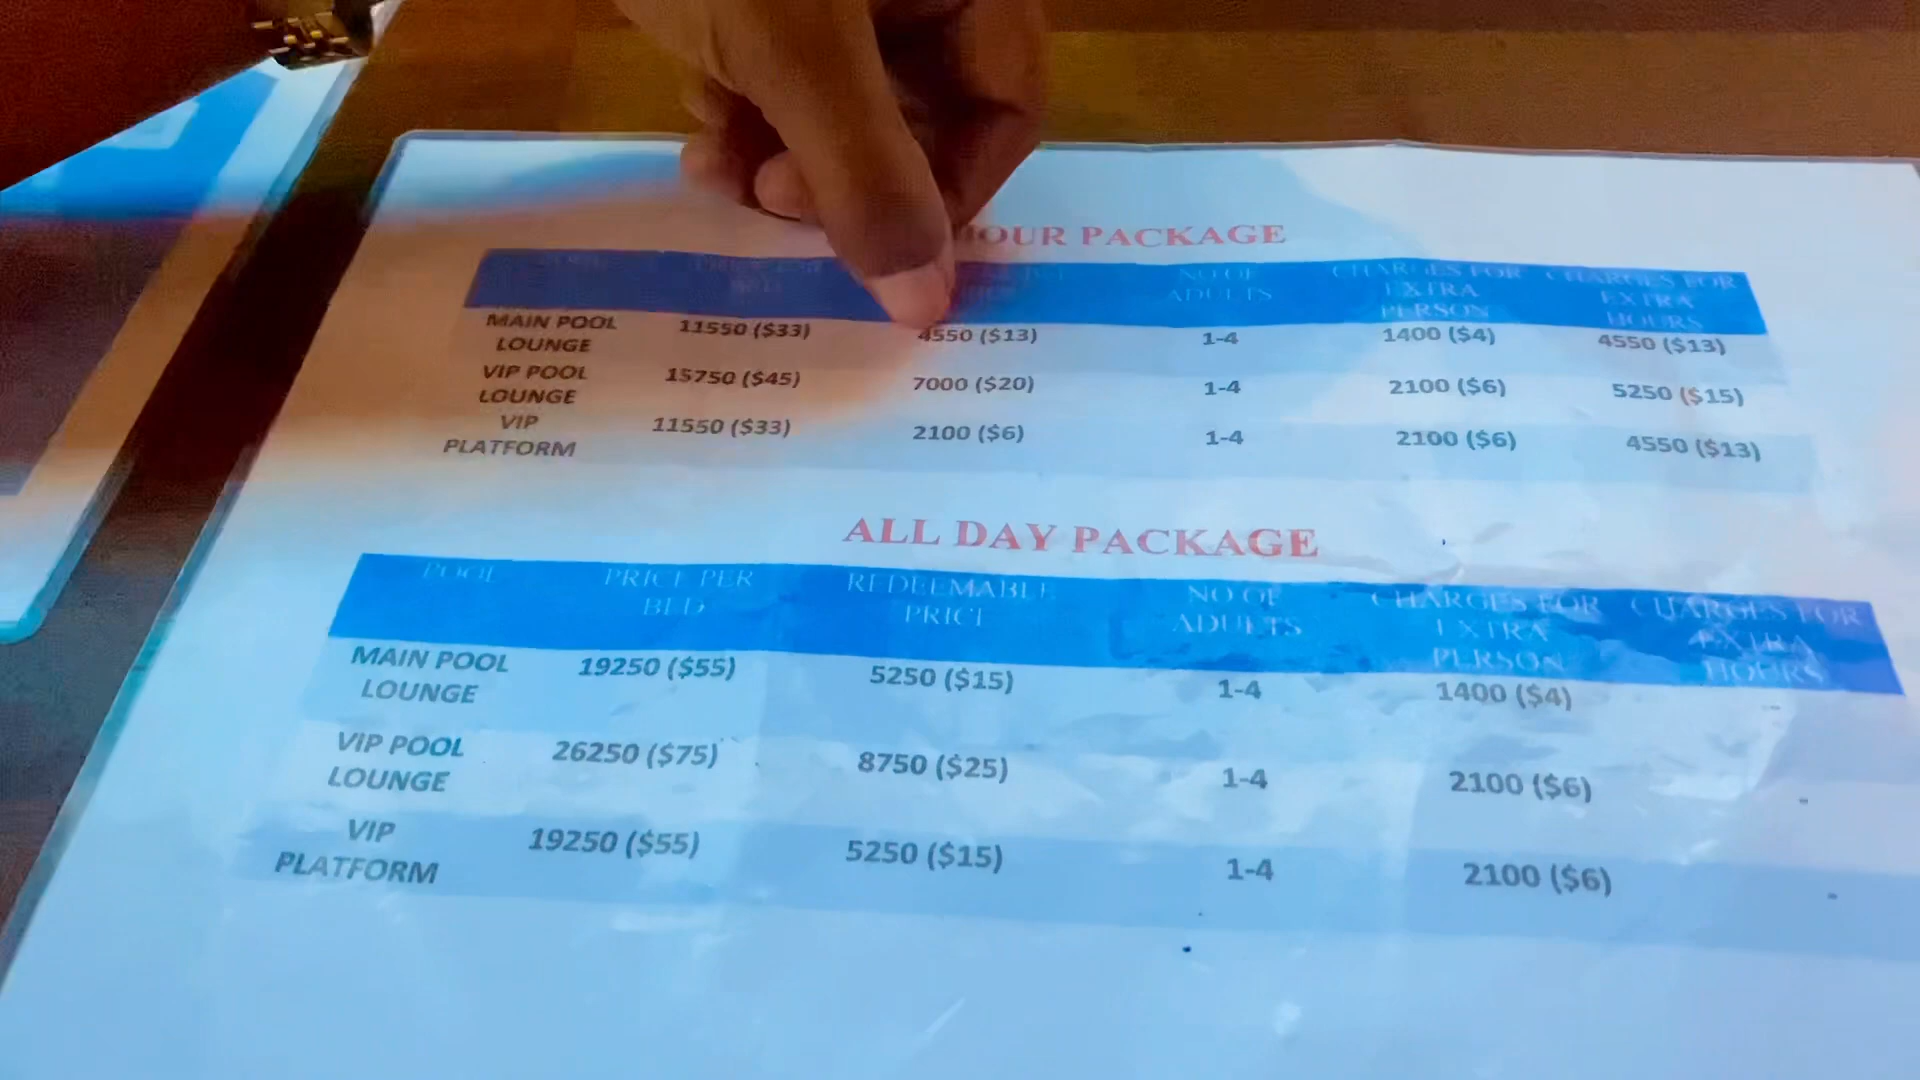 OUR PACKAGE
NO OF ADULTS CHARGES FOR EXTRA PERSON CHARGES FOR EXTRA HOURS
MAIN POOL LOUNGE 11550 ($33) 4550 ($13) 1-4 1400 ($4) 4550 ($13)
VIP POOL LOUNGE 15750 ($45) 7000 ($20) 1-4 2100 ($6) 5250 ($15)
VIP PLATFORM 11550 ($33) 2100 ($6) 1-4 2100 ($6) 4550 ($13)
ALL DAY PACKAGE
POOL PRICE PER BED REDEEMABLE PRICE NO OF ADULTS CHARGES FOR EXTRA PERSON CHARGES FOR EXTRA HOURS
MAIN POOL LOUNGE 19250 ($55) 5250 ($15) 1-4 1400 ($4) -
VIP POOL LOUNGE 26250 ($75) 8750 ($25) 1-4 2100 ($6) -
VIP PLATFORM 19250 ($55) 5250 ($15) 1-4 2100 ($6) -